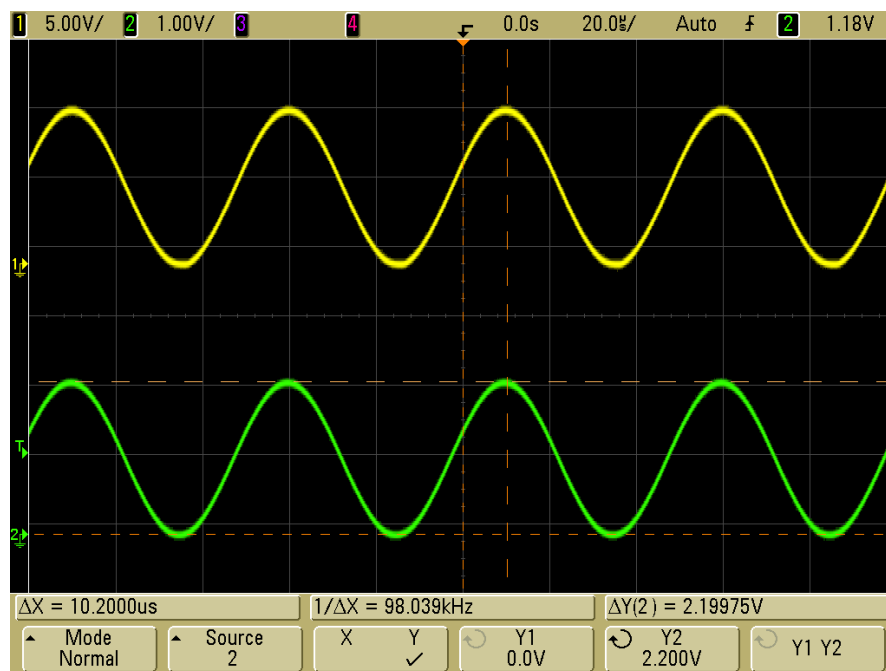 1 5.00V/ 2 1.00V/ 3 4 0.0s 20.0㎲/ Auto 2 1.18V
1
T
2
ΔX = 10.2000us 1/ΔX = 98.039kHz ΔY(2) = 2.19975V
Mode Source X Y Y1 Y2 Y1 Y2
Normal 2 ✓ 0.0V 2.200V